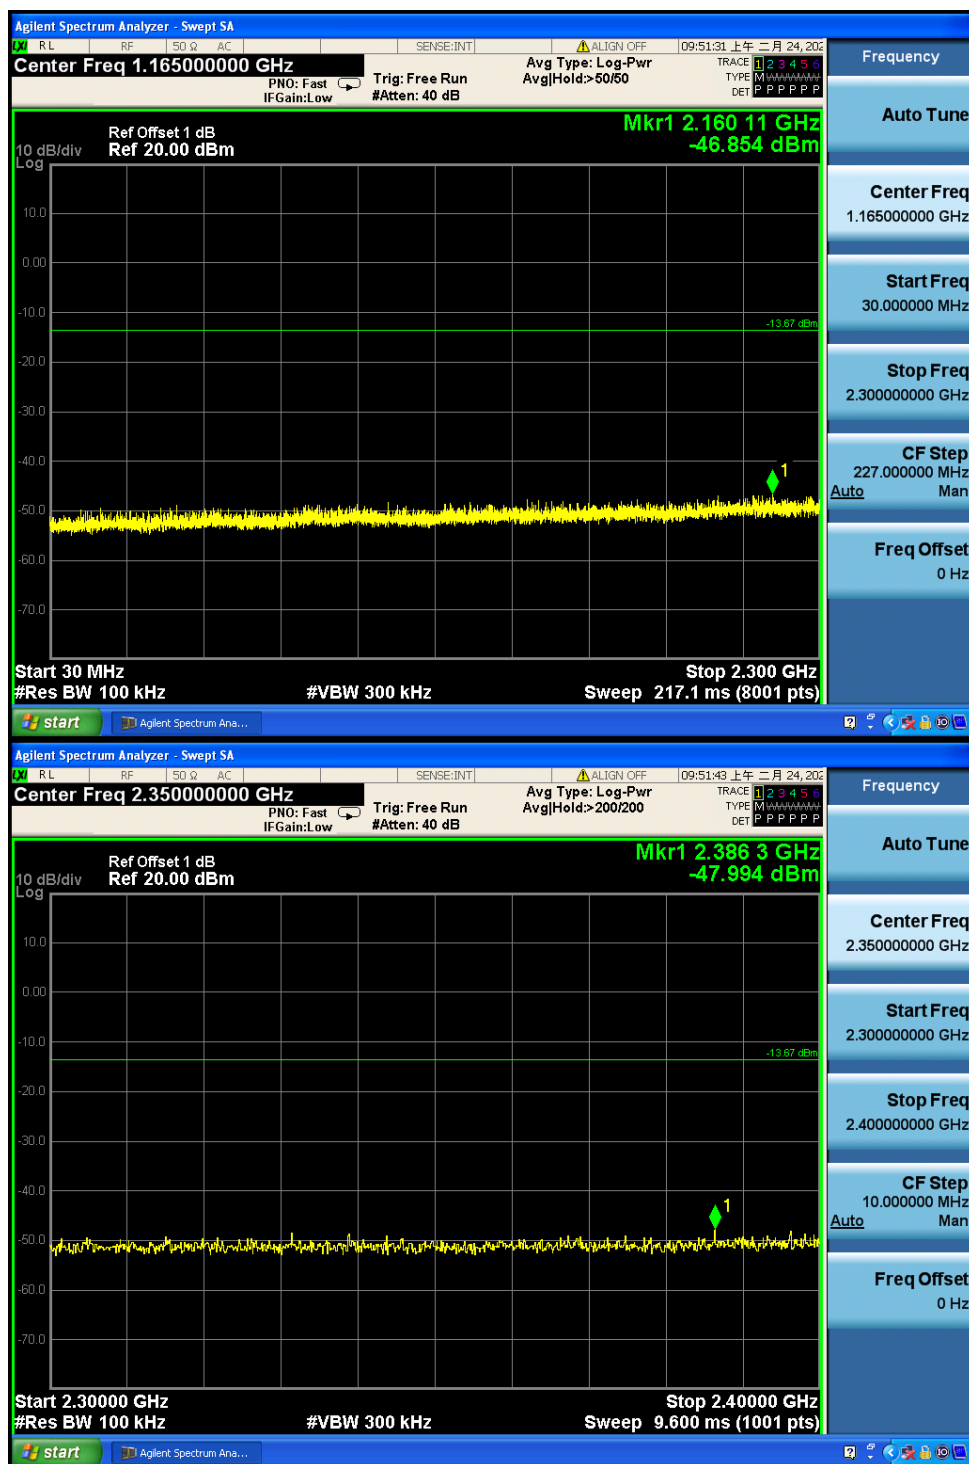 Agilent Spectrum Analyzer - Swept SA
LXI RL RF 50 Ω AC SENSE:INT ALIGN OFF 09:51:31 上午 二月 24, 202
Center Freq 1.165000000 GHz
PNO: Fast
IFGain:Low
Trig: Free Run
#Atten: 40 dB
Avg Type: Log-Pwr
Avg|Hold:>50/50
TRACE 1 2 3 4 5 6
TYPE M
DET P P P P P P
Frequency
Auto Tune
Mkr1 2.160 11 GHz
-46.854 dBm
Ref Offset 1 dB
10 dB/div Ref 20.00 dBm
Log
10.0
0.00
-10.0
-13.67 dBm
-20.0
-30.0
-40.0
1
-50.0
-60.0
-70.0
Center Freq
1.165000000 GHz
Start Freq
30.000000 MHz
Stop Freq
2.300000000 GHz
CF Step
227.000000 MHz
Auto Man
Freq Offset
0 Hz
Start 30 MHz Stop 2.300 GHz
#Res BW 100 kHz #VBW 300 kHz Sweep 217.1 ms (8001 pts)
start Agilent Spectrum Ana...
Agilent Spectrum Analyzer - Swept SA
LXI RL RF 50 Ω AC SENSE:INT ALIGN OFF 09:51:43 上午 二月 24, 202
Center Freq 2.350000000 GHz
PNO: Fast
IFGain:Low
Trig: Free Run
#Atten: 40 dB
Avg Type: Log-Pwr
Avg|Hold:>200/200
TRACE 1 2 3 4 5 6
TYPE M
DET P P P P P P
Frequency
Auto Tune
Mkr1 2.386 3 GHz
-47.994 dBm
Ref Offset 1 dB
10 dB/div Ref 20.00 dBm
Log
10.0
0.00
-10.0
-13.67 dBm
-20.0
-30.0
-40.0
1
-50.0
-60.0
-70.0
Center Freq
2.350000000 GHz
Start Freq
2.300000000 GHz
Stop Freq
2.400000000 GHz
CF Step
10.000000 MHz
Auto Man
Freq Offset
0 Hz
Start 2.30000 GHz Stop 2.40000 GHz
#Res BW 100 kHz #VBW 300 kHz Sweep 9.600 ms (1001 pts)
start Agilent Spectrum Ana...